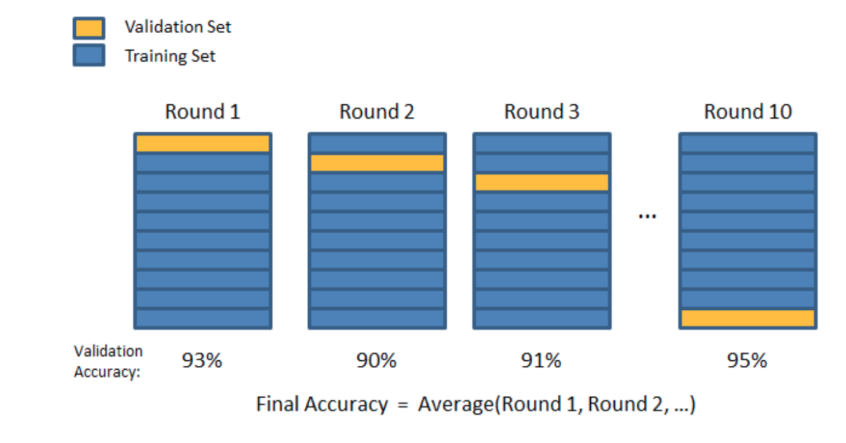 Validation Set
Training Set
Round 1 Round 2 Round 3 Round 10
...
Validation
Accuracy: 93% 90% 91% 95%
Final Accuracy = Average(Round 1, Round 2, ...)